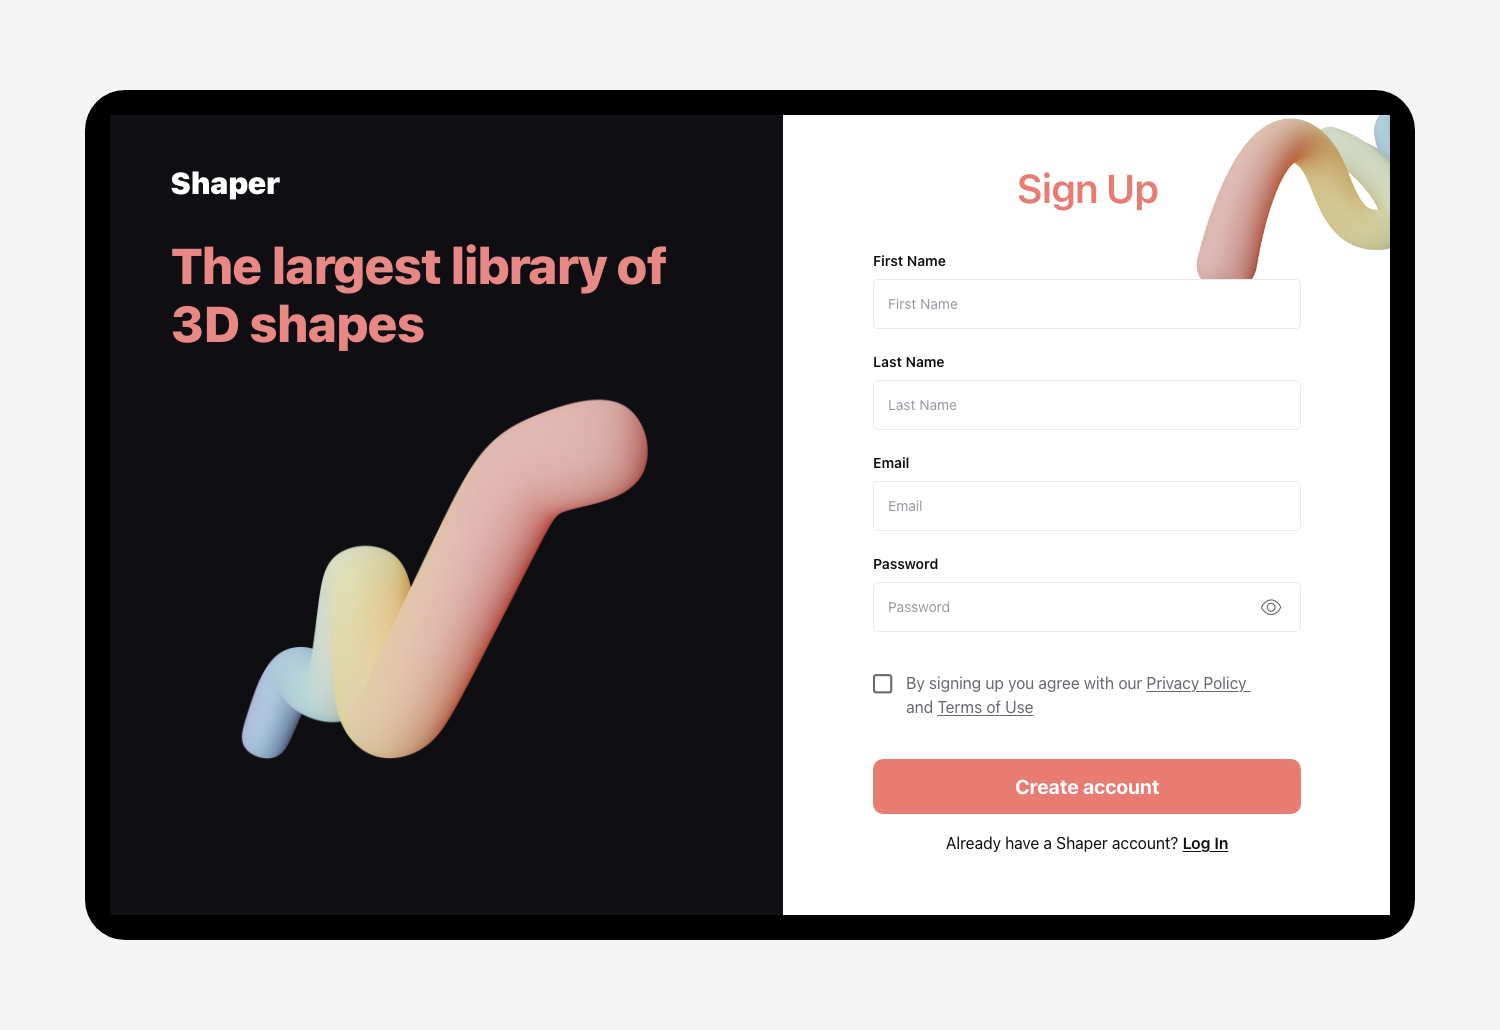 Shaper
The largest library of
3D shapes
Sign Up
First Name
First Name
Last Name
Last Name
Email
Email
Password
Password
By signing up you agree with our Privacy Policy
and Terms of Use
Create account
Already have a Shaper account? Log In